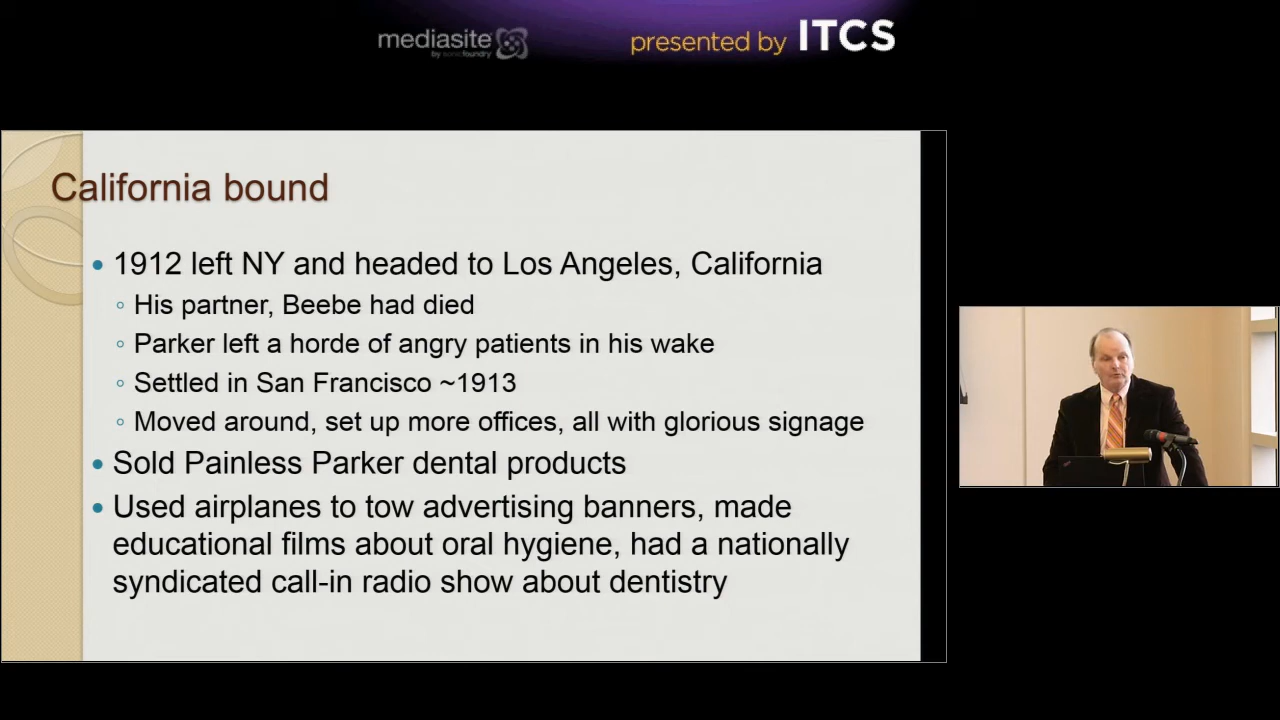 mediasite
by sonicfoundry
presented by ITCS
California bound
• 1912 left NY and headed to Los Angeles, California
◦ His partner, Beebe had died
◦ Parker left a horde of angry patients in his wake
◦ Settled in San Francisco ~1913
◦ Moved around, set up more offices, all with glorious signage
• Sold Painless Parker dental products
• Used airplanes to tow advertising banners, made
educational films about oral hygiene, had a nationally
syndicated call-in radio show about dentistry